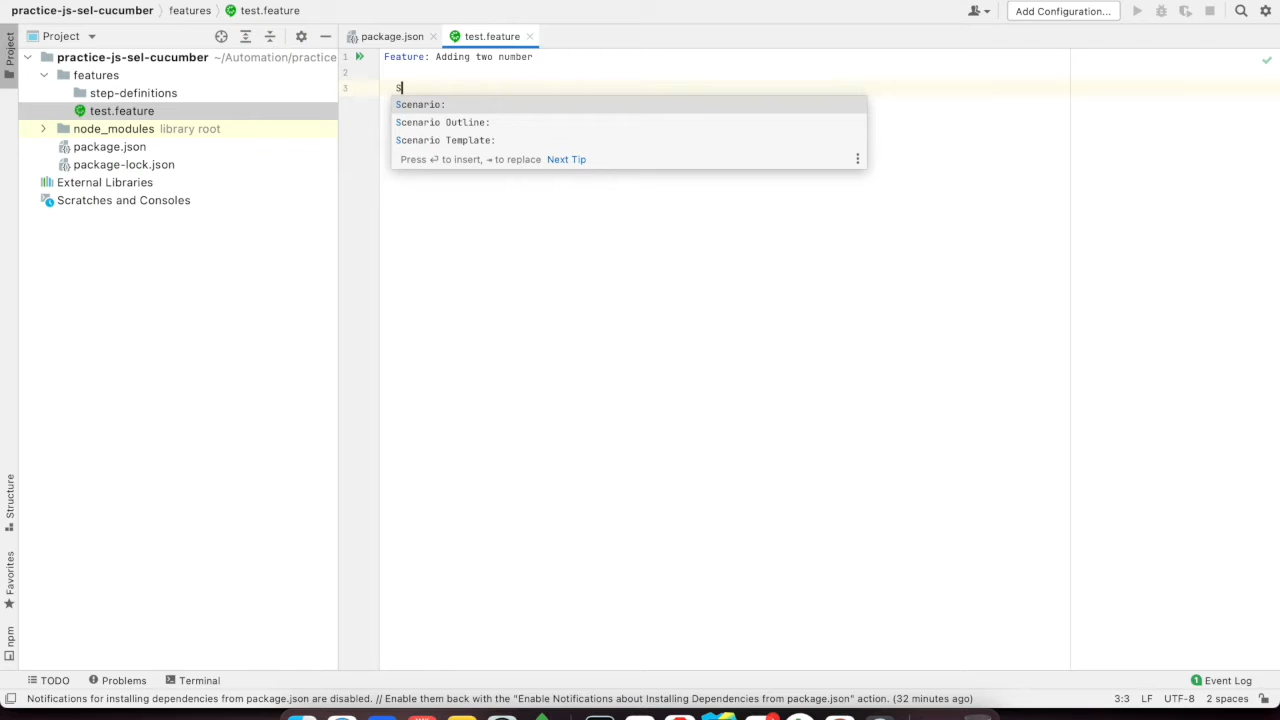 practice-js-sel-cucumber features test.feature Add Configuration...
Project package.json test.feature
practice-js-sel-cucumber ~/Automation/practice
features
step-definitions
test.feature
node_modules library root
package.json
package-lock.json
External Libraries
Scratches and Consoles
1 Feature: Adding two number
2
3 S
Scenario:
Scenario Outline:
Scenario Template:
Press ⏎ to insert, ⇥ to replace Next Tip
Project
Structure
Favorites
npm
TODO Problems Terminal 1 Event Log
Notifications for installing dependencies from package.json are disabled. // Enable them back with the "Enable Notifications about Installing Dependencies from package.json" action. (32 minutes ago) 3:3 LF UTF-8 2 spaces